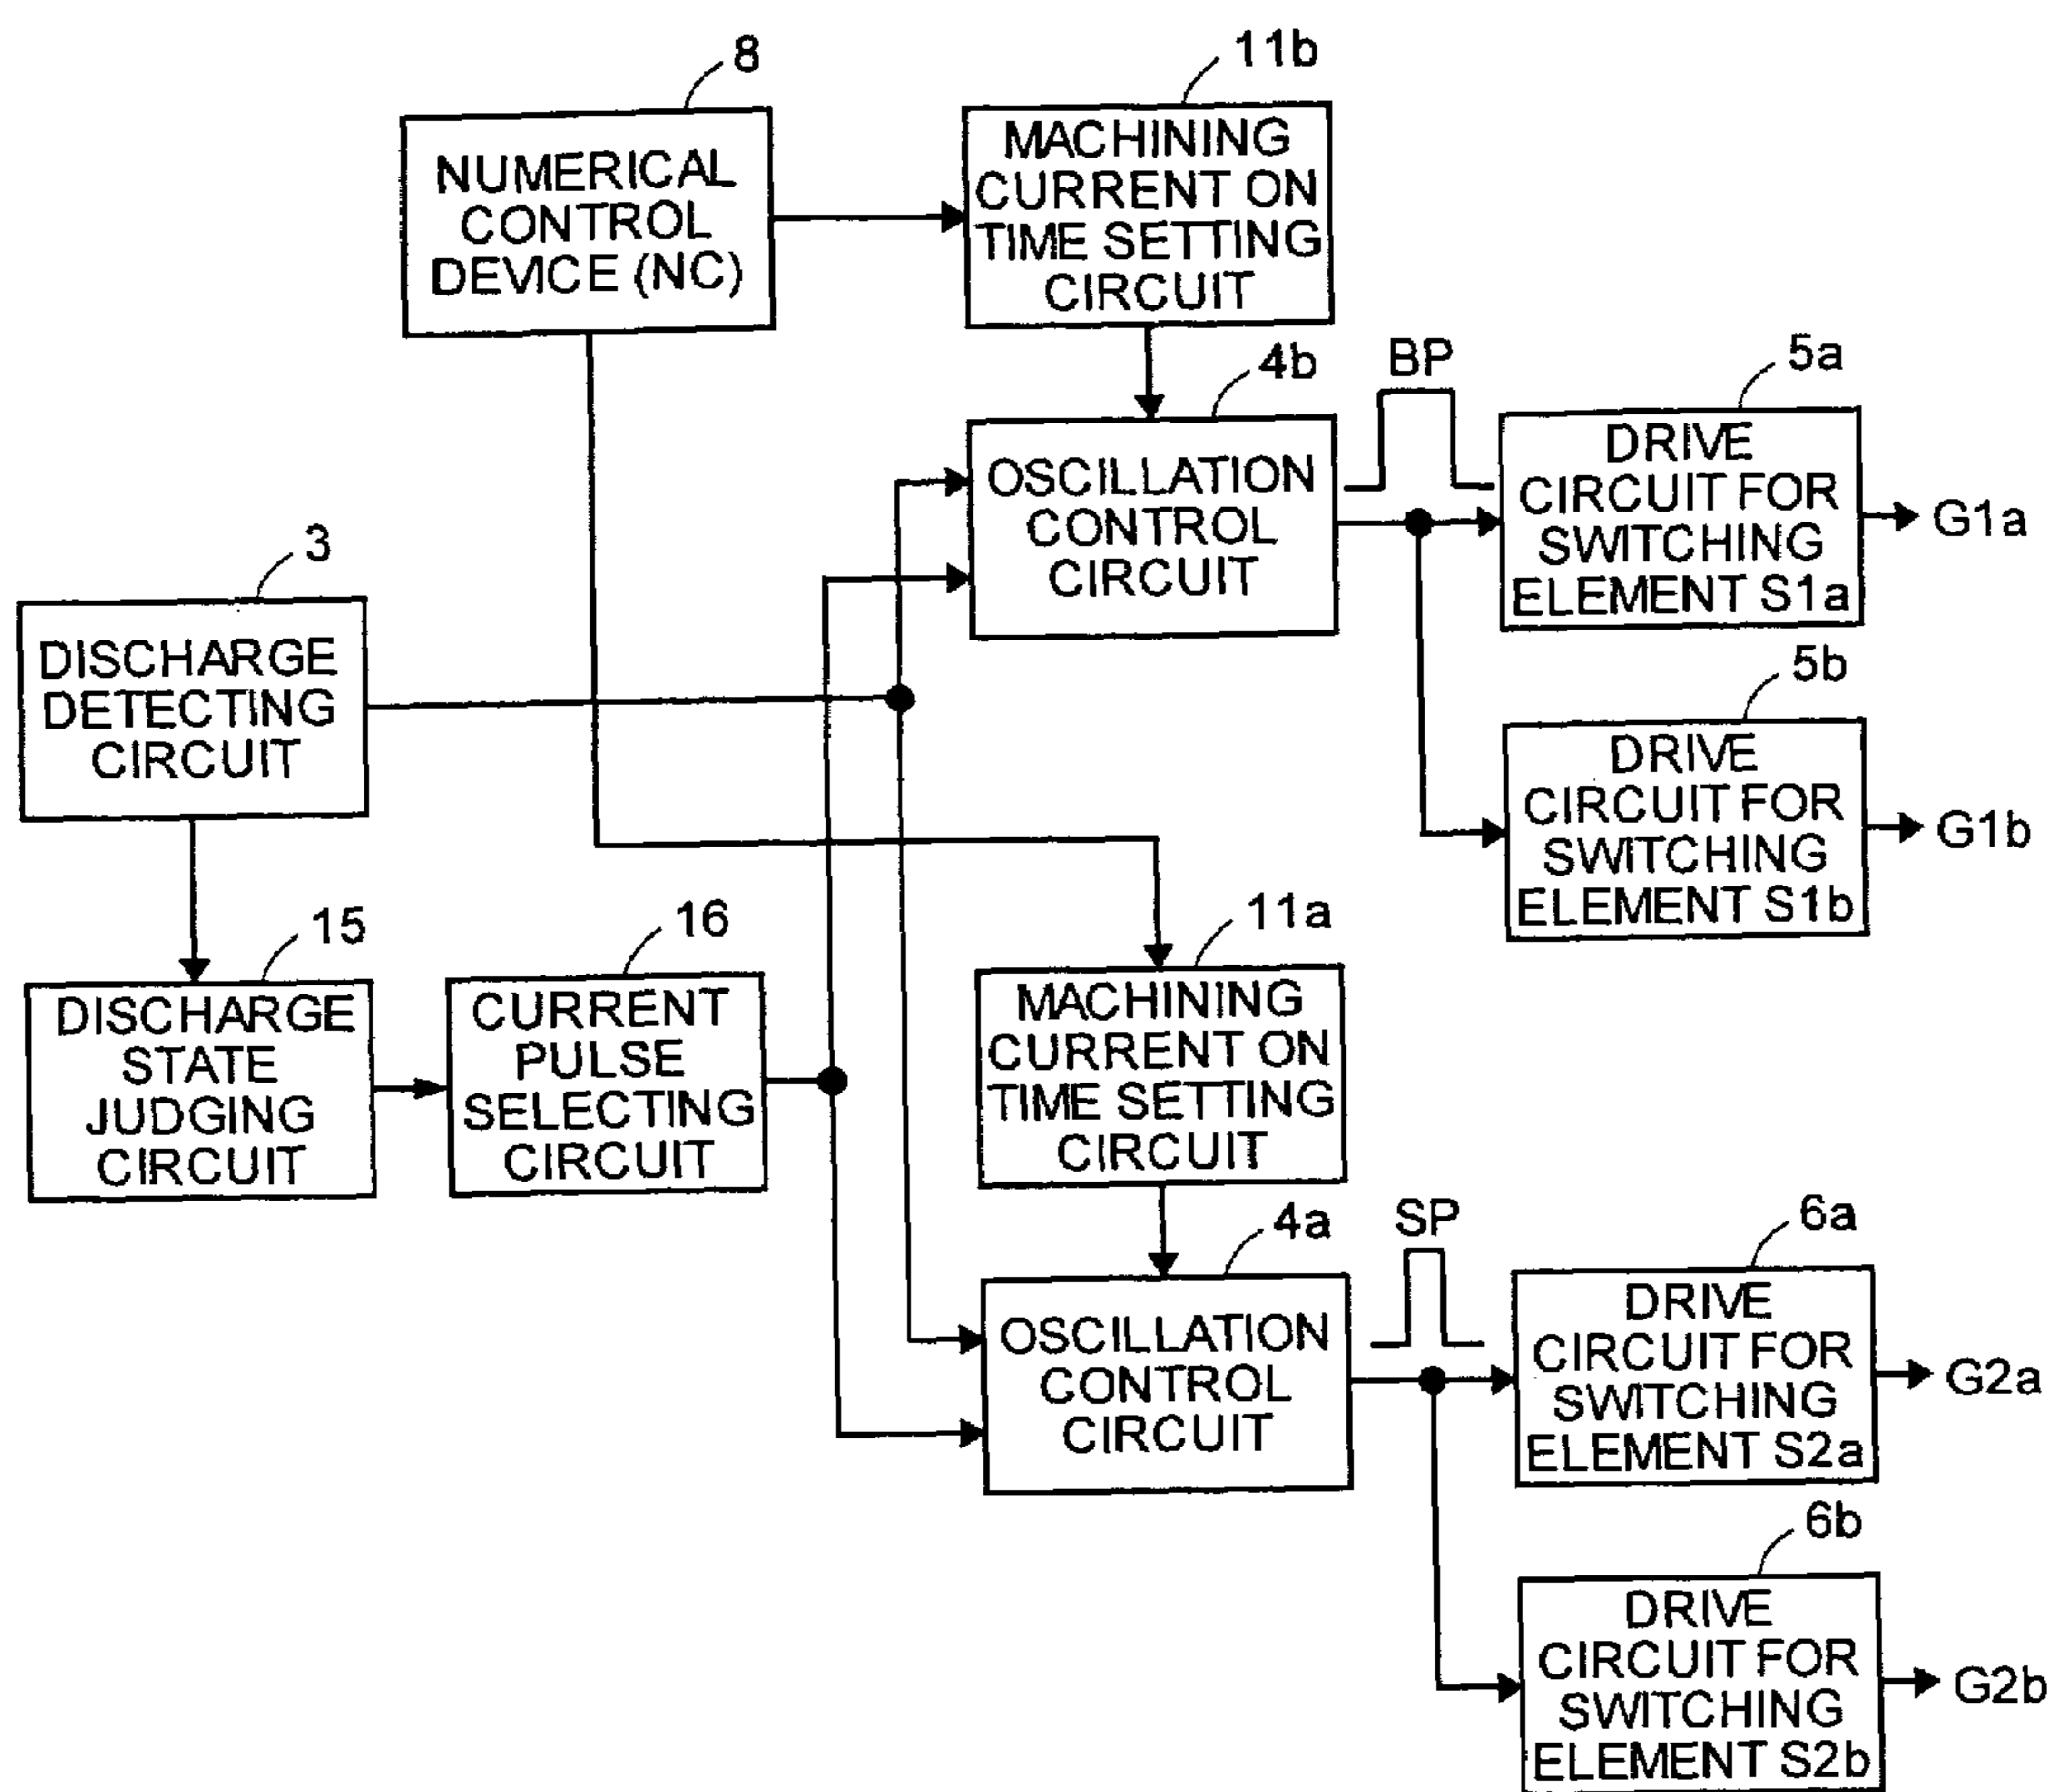 8
NUMERICAL
CONTROL
DEVICE (NC)
11b
MACHINING
CURRENT ON
TIME SETTING
CIRCUIT
4b
OSCILLATION
CONTROL
CIRCUIT
BP
5a
DRIVE
CIRCUIT FOR
SWITCHING
ELEMENT S1a
G1a
3
DISCHARGE
DETECTING
CIRCUIT
5b
DRIVE
CIRCUIT FOR
SWITCHING
ELEMENT S1b
G1b
15
DISCHARGE
STATE
JUDGING
CIRCUIT
16
CURRENT
PULSE
SELECTING
CIRCUIT
11a
MACHINING
CURRENT ON
TIME SETTING
CIRCUIT
4a
OSCILLATION
CONTROL
CIRCUIT
SP
6a
DRIVE
CIRCUIT FOR
SWITCHING
ELEMENT S2a
G2a
6b
DRIVE
CIRCUIT FOR
SWITCHING
ELEMENT S2b
G2b